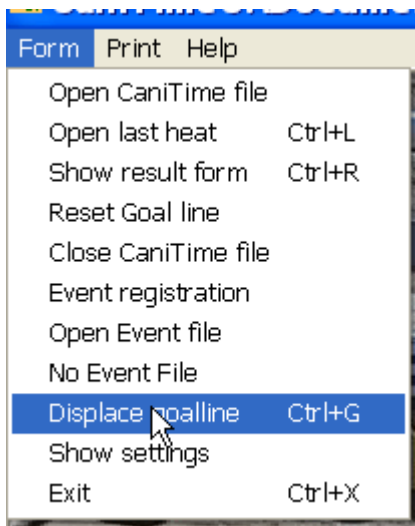 Form Print Help
Open CaniTime file
Open last heat Ctrl+L
Show result form Ctrl+R
Reset Goal line
Close CaniTime file
Event registration
Open Event file
No Event File
Displace goalline Ctrl+G
Show settings
Exit Ctrl+X